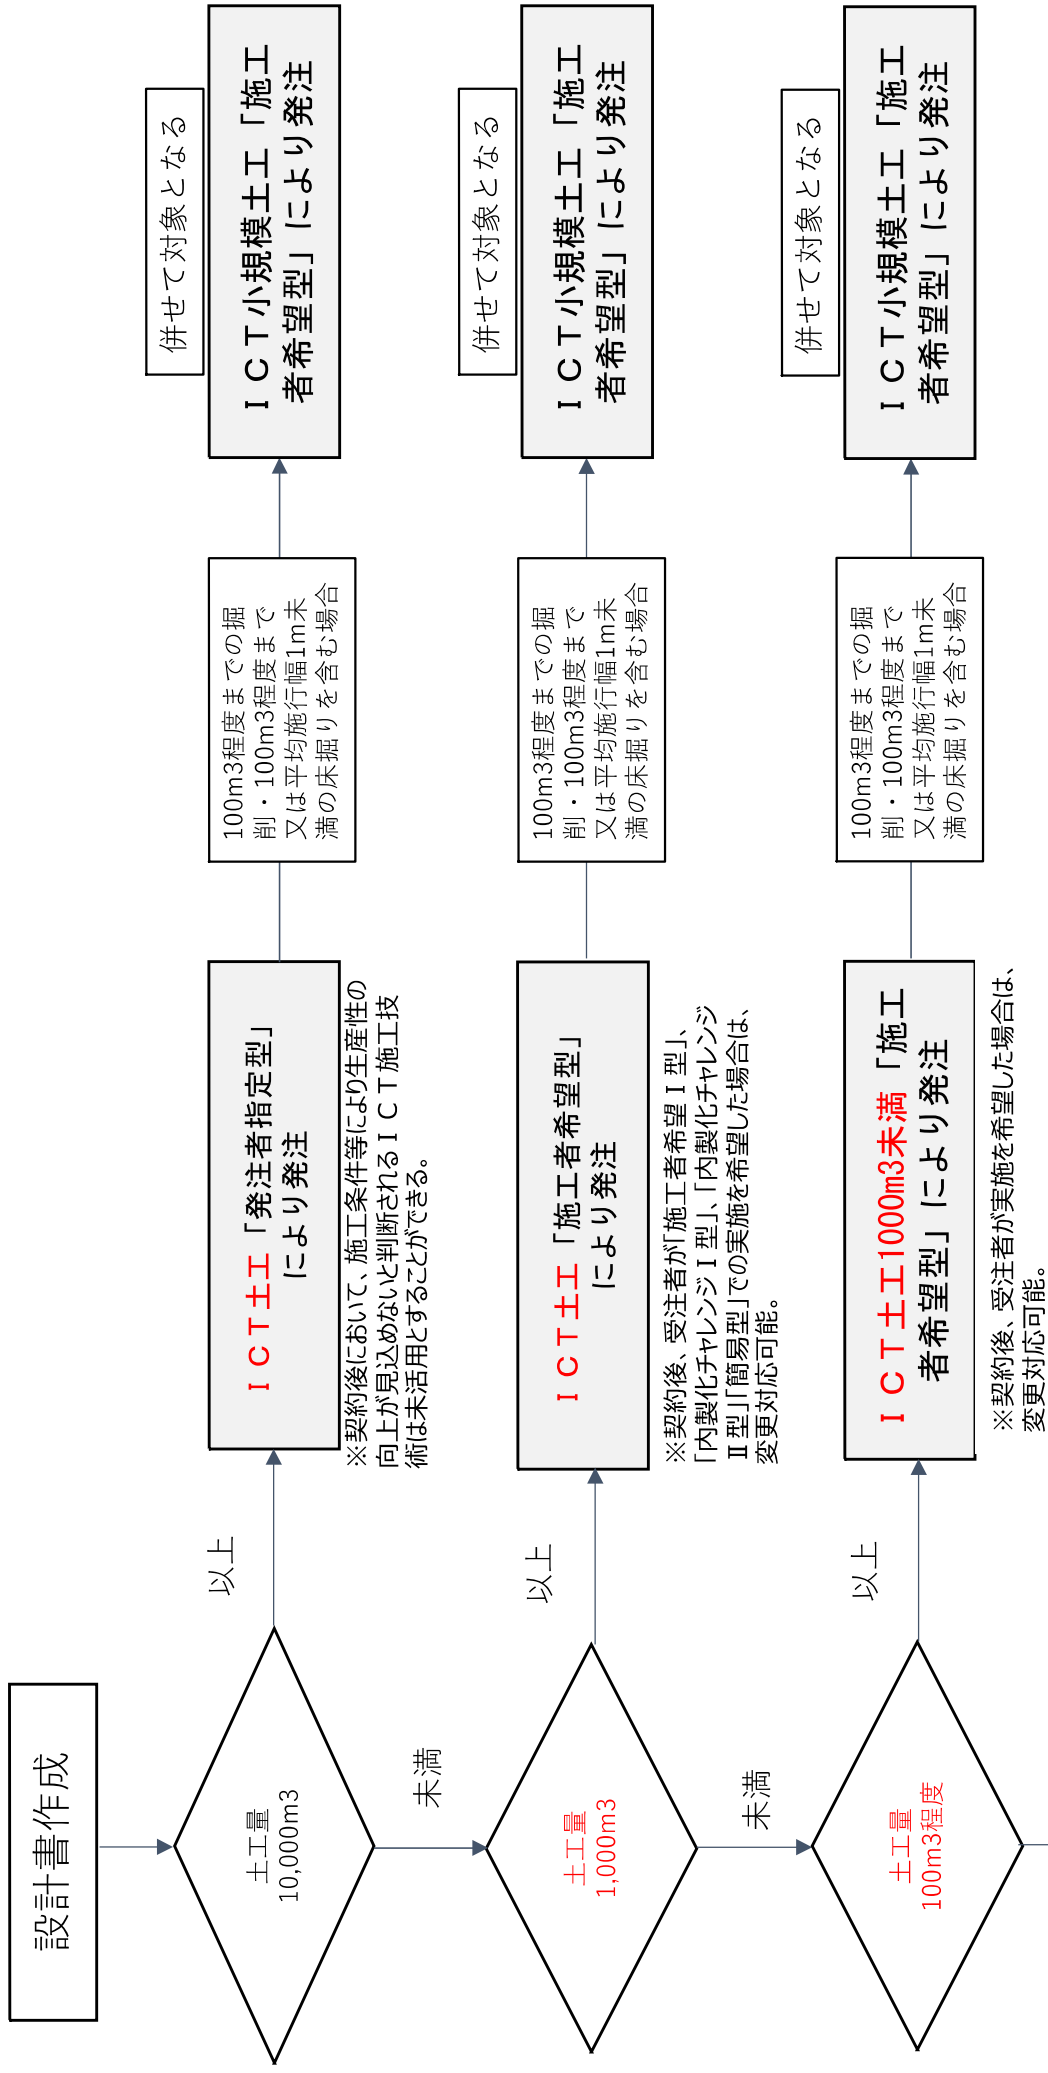 設計書作成
土工量
10,000m3
以上
ＩＣＴ土工「発注者指定型」
により発注
※契約後において、施工条件等により生産性の
向上が見込めないと判断されるＩＣＴ施工技
術は未活用とすることができる。
100m3程度までの掘
削・100m3程度まで
又は平均施行幅1m未
満の床掘りを含む場合
併せて対象となる
ＩＣＴ小規模土工「施工
者希望型」により発注
未満
土工量
1,000m3
以上
ＩＣＴ土工「施工者希望型」
により発注
※契約後、受注者が「施工者希望Ⅰ型」、
「内製化チャレンジⅠ型」、「内製化チャレンジ
Ⅱ型」「簡易型」での実施を希望した場合は、
変更対応可能。
100m3程度までの掘
削・100m3程度まで
又は平均施行幅1m未
満の床掘りを含む場合
併せて対象となる
ＩＣＴ小規模土工「施工
者希望型」により発注
未満
土工量
100m3程度
以上
ＩＣＴ土工1000m3未満「施工
者希望型」により発注
※契約後、受注者が実施を希望した場合は、
変更対応可能。
100m3程度までの掘
削・100m3程度まで
又は平均施行幅1m未
満の床掘りを含む場合
併せて対象となる
ＩＣＴ小規模土工「施工
者希望型」により発注